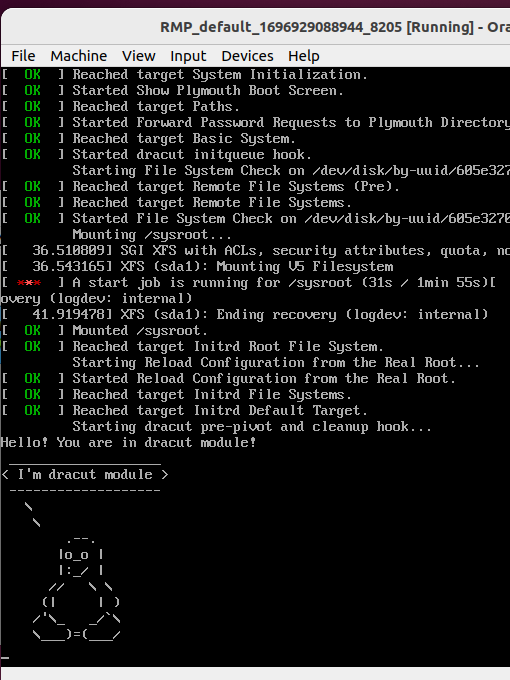 RMP_default_1696929088944_8205 [Running] - Ora
File Machine View Input Devices Help
[  OK  ] Reached target System Initialization.
[  OK  ] Started Show Plymouth Boot Screen.
[  OK  ] Reached target Paths.
[  OK  ] Started Forward Password Requests to Plymouth Directory
[  OK  ] Reached target Basic System.
[  OK  ] Started dracut initqueue hook.
         Starting File System Check on /dev/disk/by-uuid/605e327
[  OK  ] Reached target Remote File Systems (Pre).
[  OK  ] Reached target Remote File Systems.
[  OK  ] Started File System Check on /dev/disk/by-uuid/605e3270
         Mounting /sysroot...
[   36.510809] SGI XFS with ACLs, security attributes, quota, no
[   36.543165] XFS (sda1): Mounting V5 Filesystem
[ ***  ] A start job is running for /sysroot (31s / 1min 55s)[
overy (logdev: internal)
[   41.919478] XFS (sda1): Ending recovery (logdev: internal)
[  OK  ] Mounted /sysroot.
[  OK  ] Reached target Initrd Root File System.
         Starting Reload Configuration from the Real Root...
[  OK  ] Started Reload Configuration from the Real Root.
[  OK  ] Reached target Initrd File Systems.
[  OK  ] Reached target Initrd Default Target.
         Starting dracut pre-pivot and cleanup hook...
Hello! You are in dracut module!
 ___________________
< I'm dracut module >
 -------------------
   \
    \
        .--.
       |o_o |
       |:_/ |
      //   \ \
     (|     | )
    /'\_   _/`\
    \___)=(___/
_